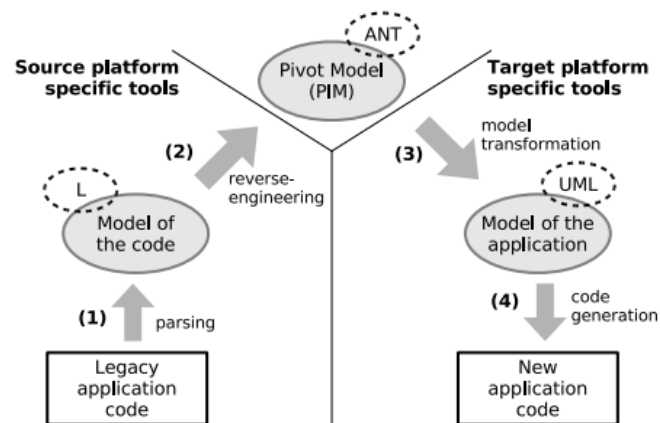 ANT
Source platform
specific tools
Pivot Model
(PIM)
Target platform
specific tools
(2)
reverse-
engineering
(3)
model
transformation
L
Model of
the code
UML
Model of the
application
(1)
parsing
(4)
code
generation
Legacy
application
code
New
application
code